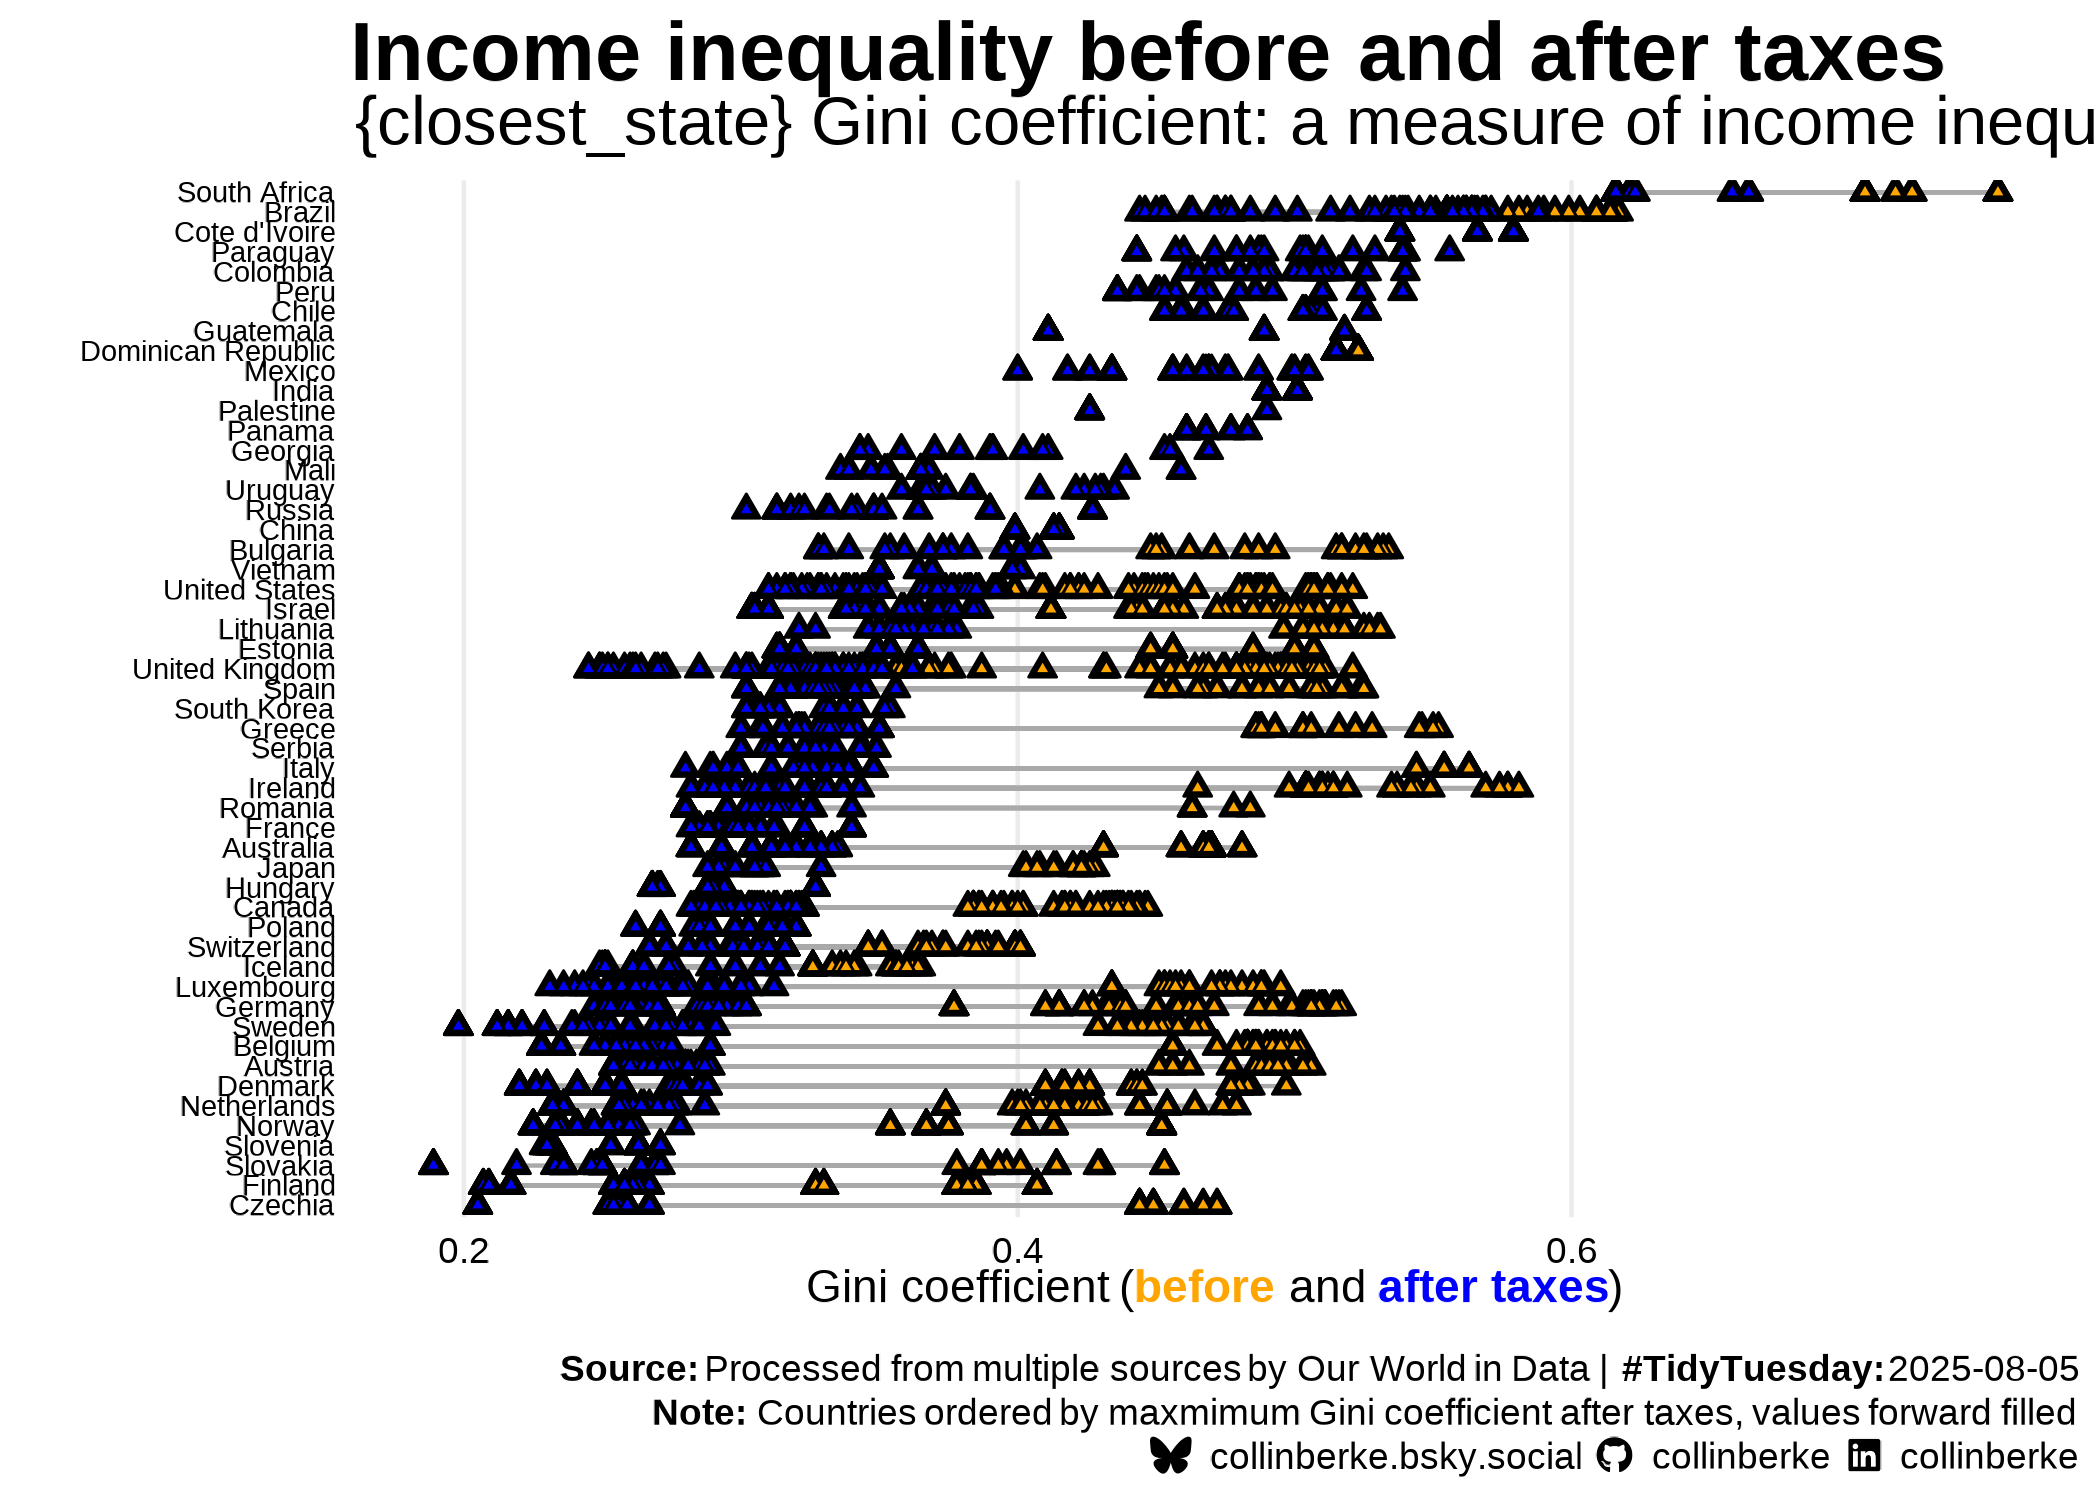 Income inequality before and after taxes
{closest_state} Gini coefficient: a measure of income inequ
South Africa
Brazil
Cote d'Ivoire
Paraguay
Colombia
Peru
Chile
Guatemala
Dominican Republic
Mexico
India
Palestine
Panama
Georgia
Mali
Uruguay
Russia
China
Bulgaria
Vietnam
United States
Israel
Lithuania
Estonia
United Kingdom
Spain
South Korea
Greece
Serbia
Italy
Ireland
Romania
France
Australia
Japan
Hungary
Canada
Poland
Switzerland
Iceland
Luxembourg
Germany
Sweden
Belgium
Austria
Denmark
Netherlands
Norway
Slovenia
Slovakia
Finland
Czechia
0.2 0.4 0.6
Gini coefficient (before and after taxes)
Source: Processed from multiple sources by Our World in Data | #TidyTuesday: 2025-08-05
Note: Countries ordered by maxmimum Gini coefficient after taxes, values forward filled
collinberke.bsky.social collinberke collinberke